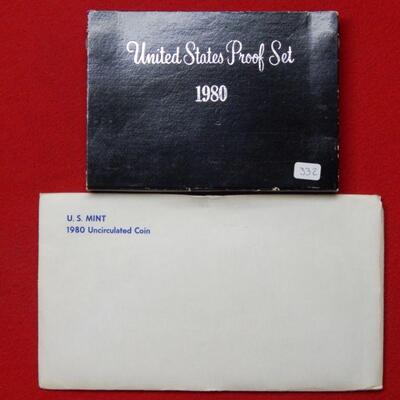 United States Proof Set
1980
332
U. S. MINT
1980 Uncirculated Coin